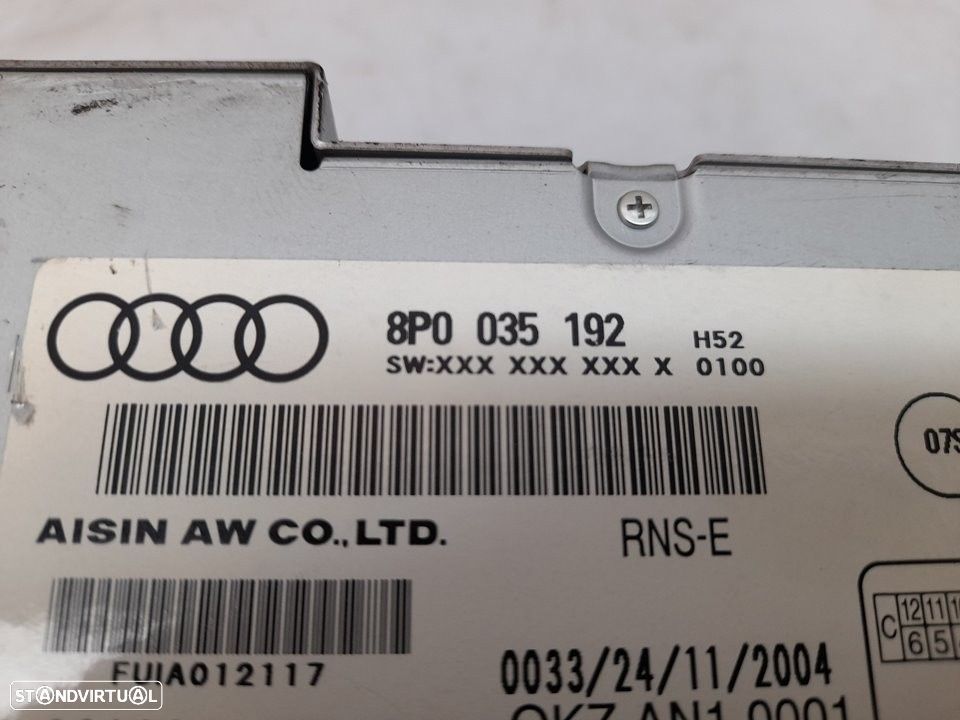 8P0 035 192 H52
SW:XXX XXX XXX X 0100
AISIN AW CO.,LTD.
RNS-E
C 12 11
6 5
FUIA012117
0033/24/11/2004
STANDVIRTUAL